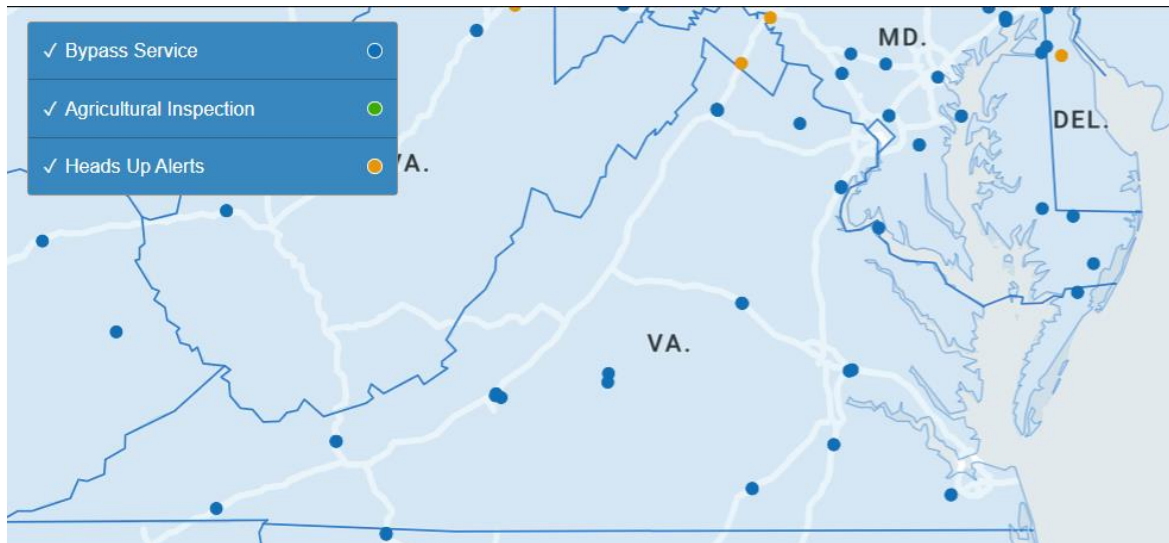 ✓ Bypass Service
✓ Agricultural Inspection
✓ Heads Up Alerts
VA.
MD.
DEL.
VA.